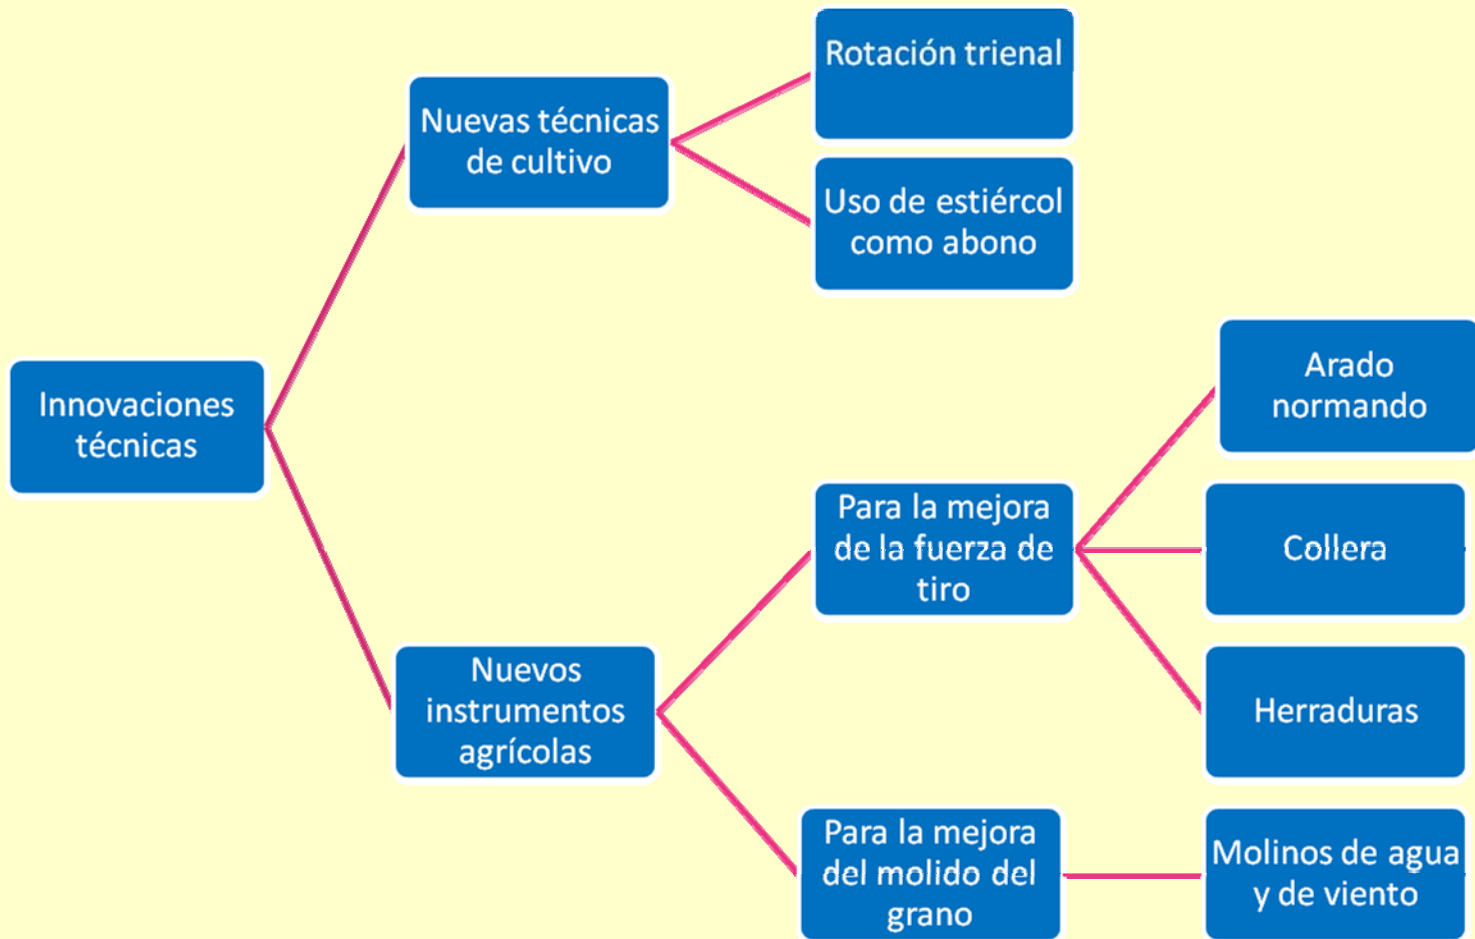 Rotación trienal
Nuevas técnicas
de cultivo
Uso de estiércol
como abono
Innovaciones
técnicas
Arado
normando
Para la mejora
de la fuerza de
tiro
Collera
Nuevos
instrumentos
agrícolas
Herraduras
Para la mejora
del molido del
grano
Molinos de agua
y de viento